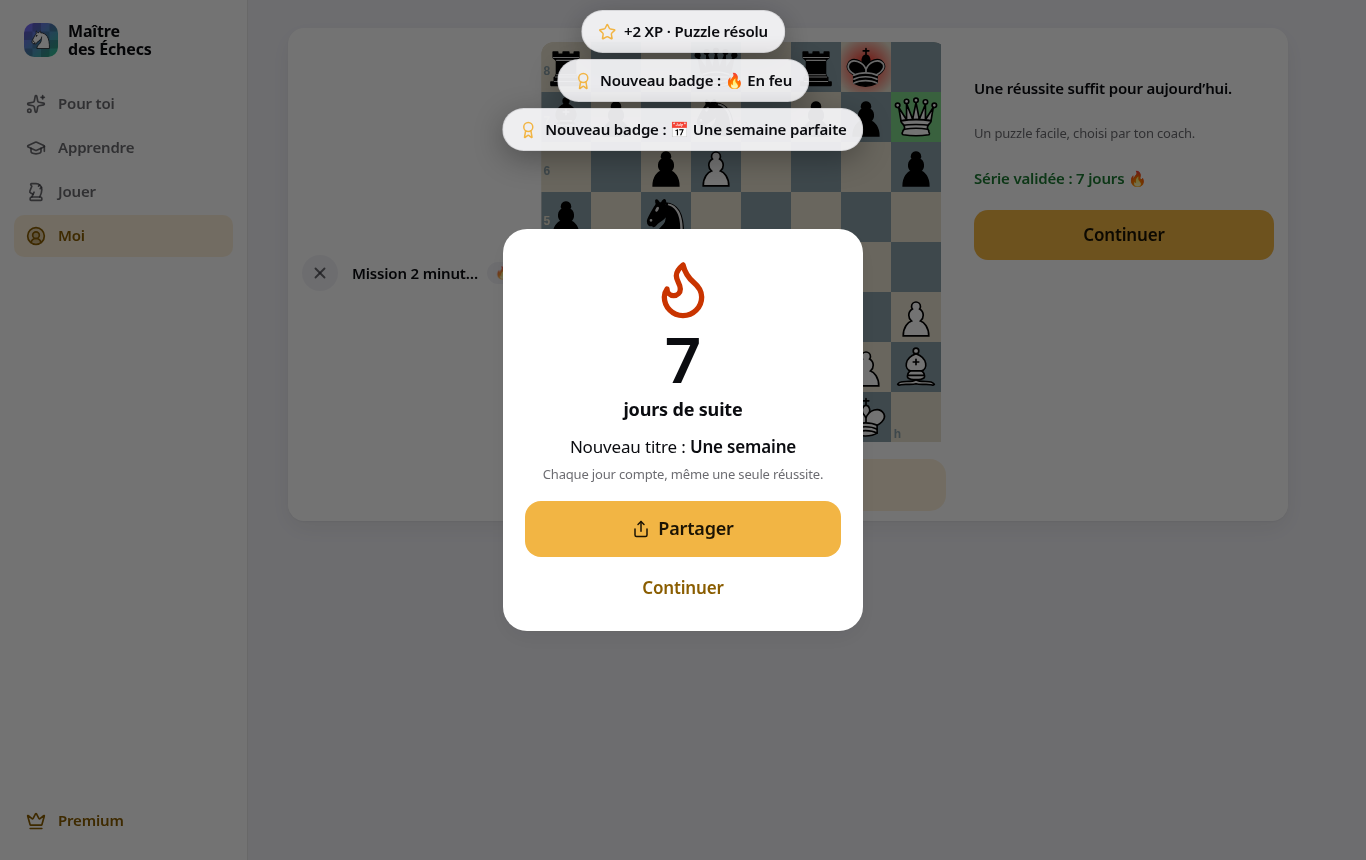 Maître
des Échecs
Pour toi
Apprendre
Jouer
Moi
Premium
+2 XP · Puzzle résolu
Nouveau badge : 🔥 En feu
Nouveau badge : 📅 Une semaine parfaite
Mission 2 minut...
8
6
5
h
7
jours de suite
Nouveau titre : Une semaine
Chaque jour compte, même une seule réussite.
Partager
Continuer
Une réussite suffit pour aujourd’hui.
Un puzzle facile, choisi par ton coach.
Série validée : 7 jours 🔥
Continuer